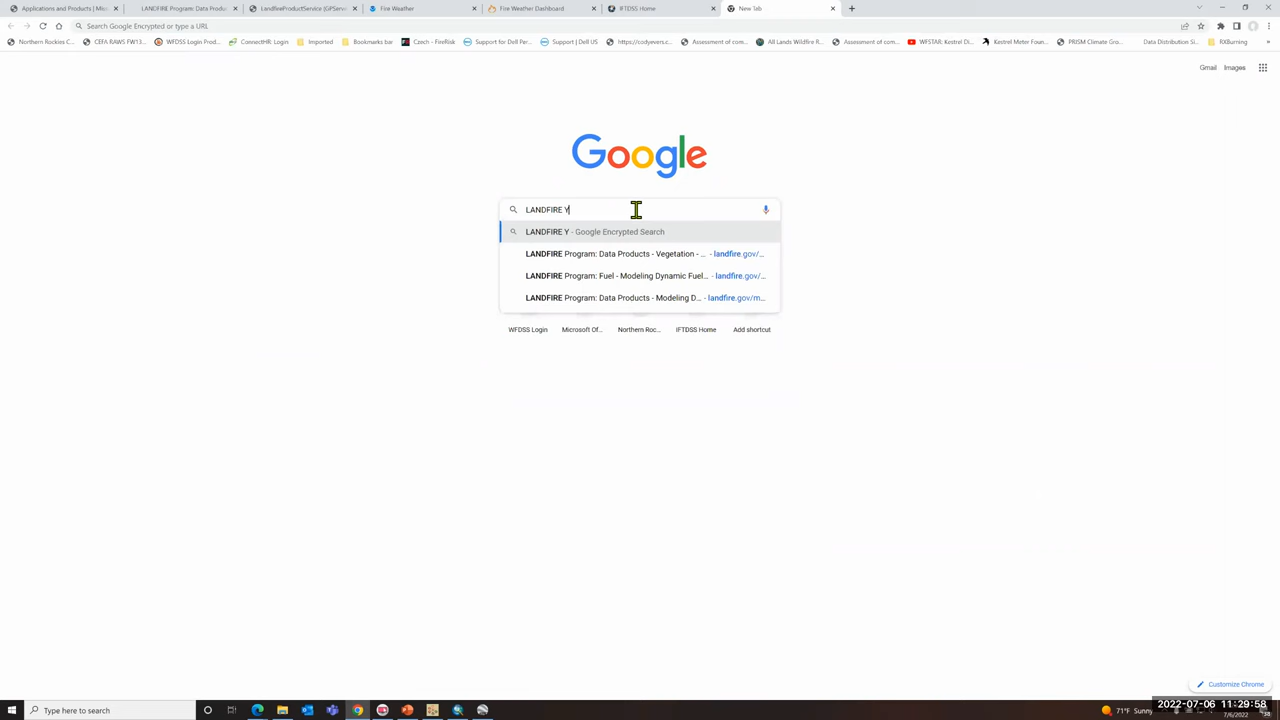 Applications and Products | Mis:
LANDFIRE Program: Data Produc
LandfireProductService (GPServic
Fire Weather
Fire Weather Dashboard
IFTDSS Home
New Tab
Search Google Encrypted or type a URL
Northern Rockies C...
CEFA RAWS FW13...
WFDSS Login Prod...
ConnectHR: Login
Imported
Bookmarks bar
Czech - FireRisk
Support for Dell Per...
Support | Dell US
https://codyevers.c...
Assessment of com...
All Lands Wildfire R...
Assessment of com...
WFSTAR: Kestrel Di...
Kestrel Meter Foun...
PRISM Climate Gro...
Data Distribution Si...
RXBurning
»
Gmail Images
Google
LANDFIRE Y
LANDFIRE Y - Google Encrypted Search
LANDFIRE Program: Data Products - Vegetation - ... - landfire.gov/...
LANDFIRE Program: Fuel - Modeling Dynamic Fuel... - landfire.gov/...
LANDFIRE Program: Data Products - Modeling D... - landfire.gov/m...
WFDSS Login
Microsoft Of...
Northern Roc...
IFTDSS Home
Add shortcut
Customize Chrome
Type here to search
71°F Sunny
2022-07-06 11:29:58
7/6/2022